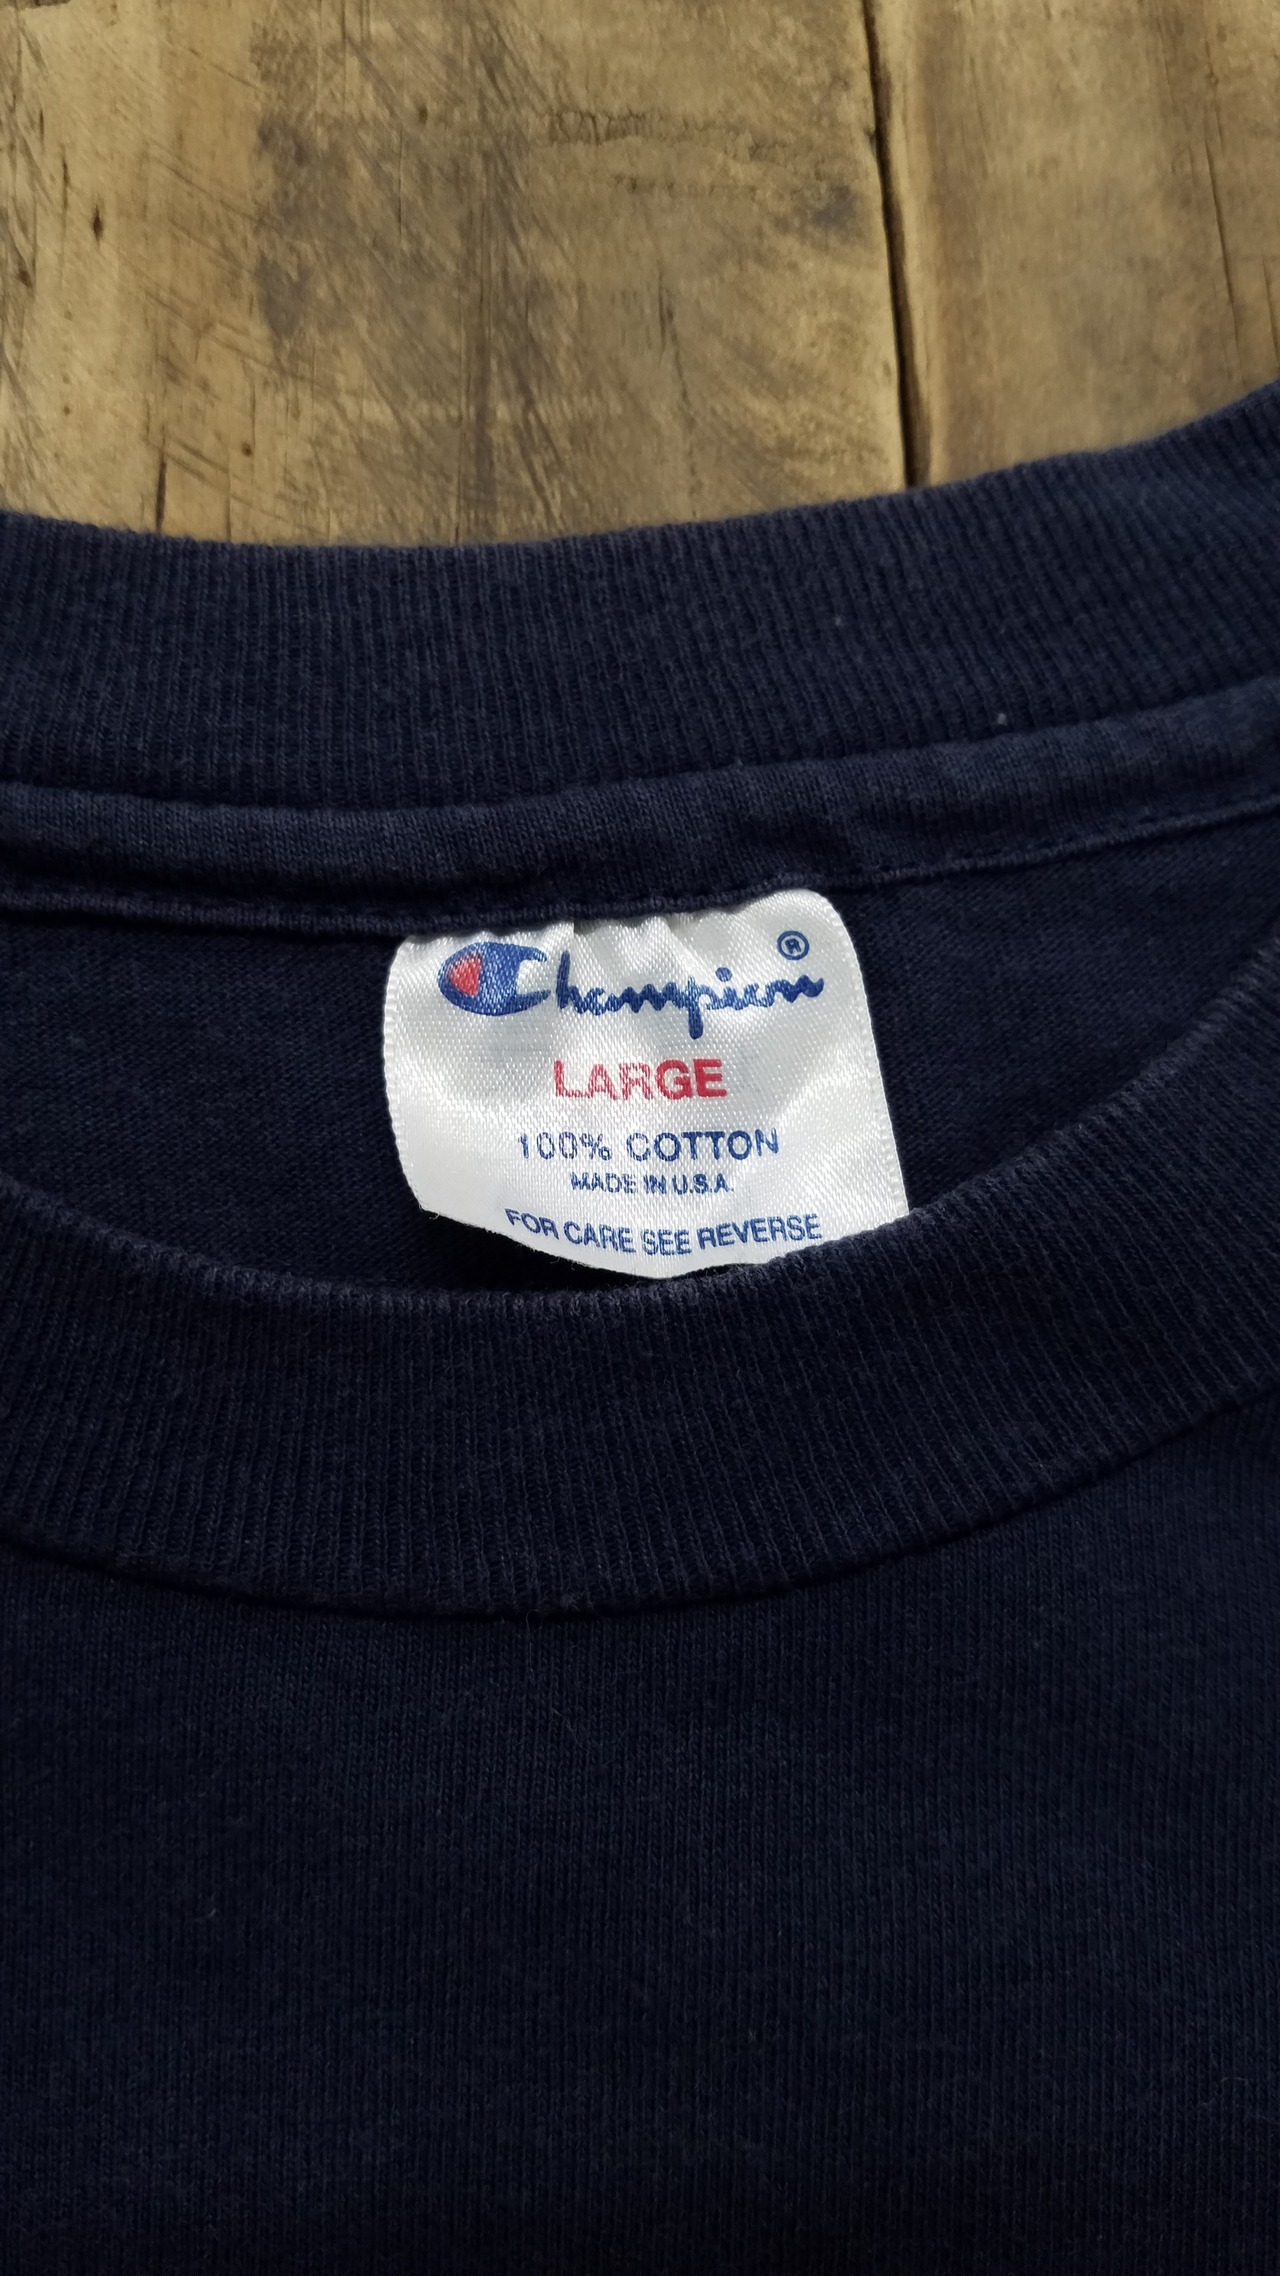 Champion®
LARGE
100% COTTON
MADE IN U.S.A.
FOR CARE SEE REVERSE